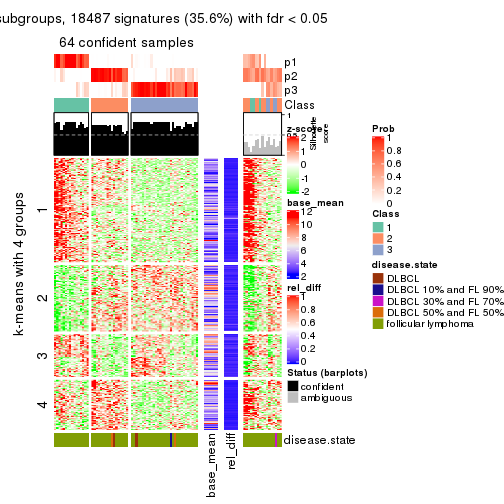 subgroups, 18487 signatures (35.6%) with fdr < 0.05
64 confident samples
p1
p2
p3
Class
1
Silhouette
score
z-score
2
1
0
-1
-2
base_mean
12
10
8
6
4
2
rel_diff
1
0.8
0.6
0.4
0.2
0
Status (barplots)
confident
ambiguous
Prob
1
0.8
0.6
0.4
0.2
0
Class
1
2
3
disease.state
DLBCL
DLBCL 10% and FL 90%
DLBCL 30% and FL 70%
DLBCL 50% and FL 50%
follicular lymphoma
k-means with 4 groups
1
2
3
4
disease.state
base_mean
rel_diff